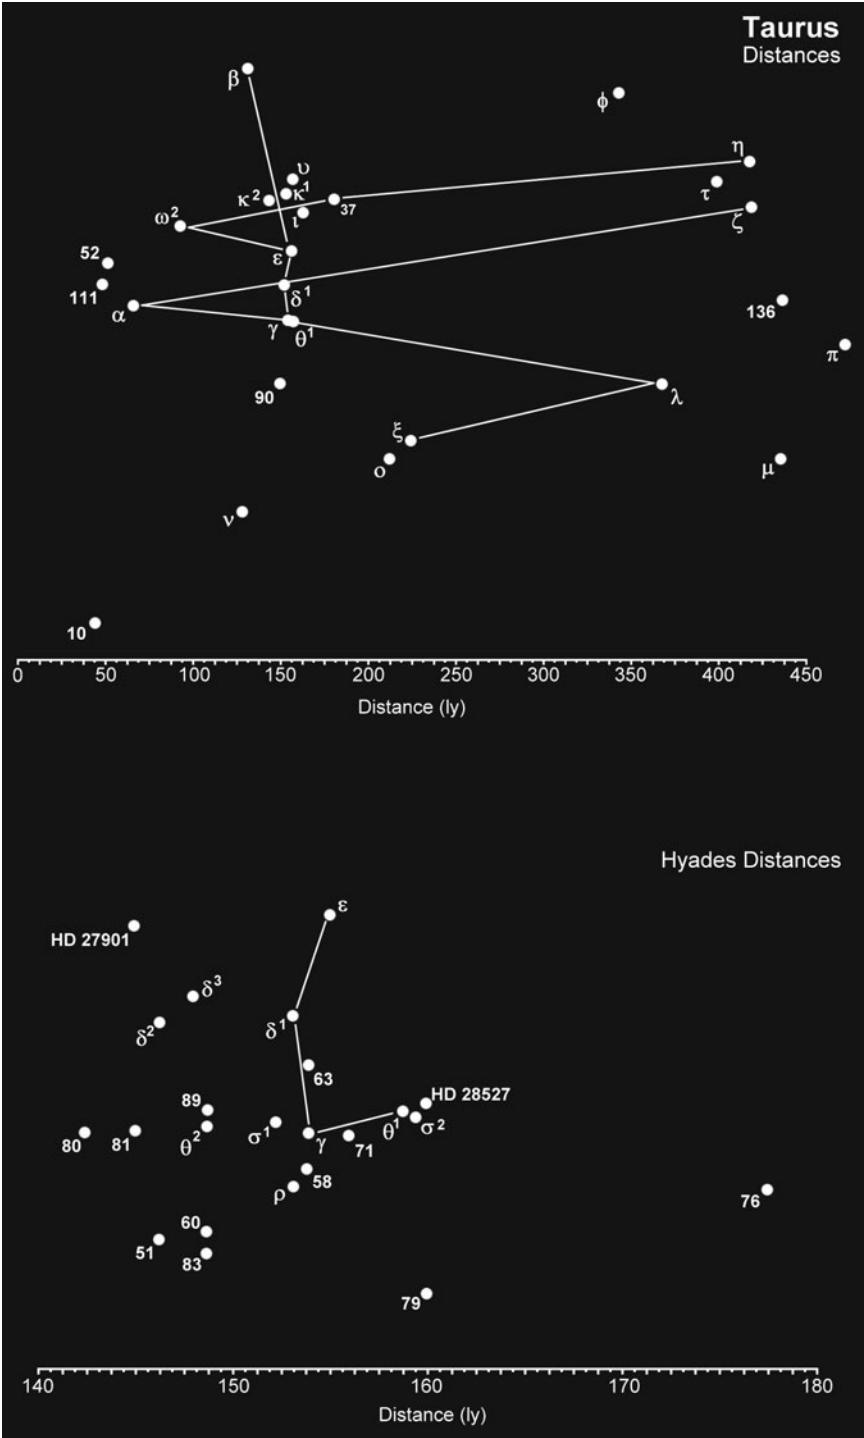 Taurus
Distances
β
ϕ
η
υ
τ
κ² κ¹
37
ω² ι ζ
52 ε
111 δ¹
α 136
γ θ¹
π
90 λ
ξ
ο μ
ν
10
0 50 100 150 200 250 300 350 400 450
Distance (ly)
Hyades Distances
ε
HD 27901
δ³
δ² δ¹
63
HD 28527
89
80 81 θ² σ¹ γ 71 θ¹ σ²
58
ρ 76
60
51
83
79
140 150 160 170 180
Distance (ly)